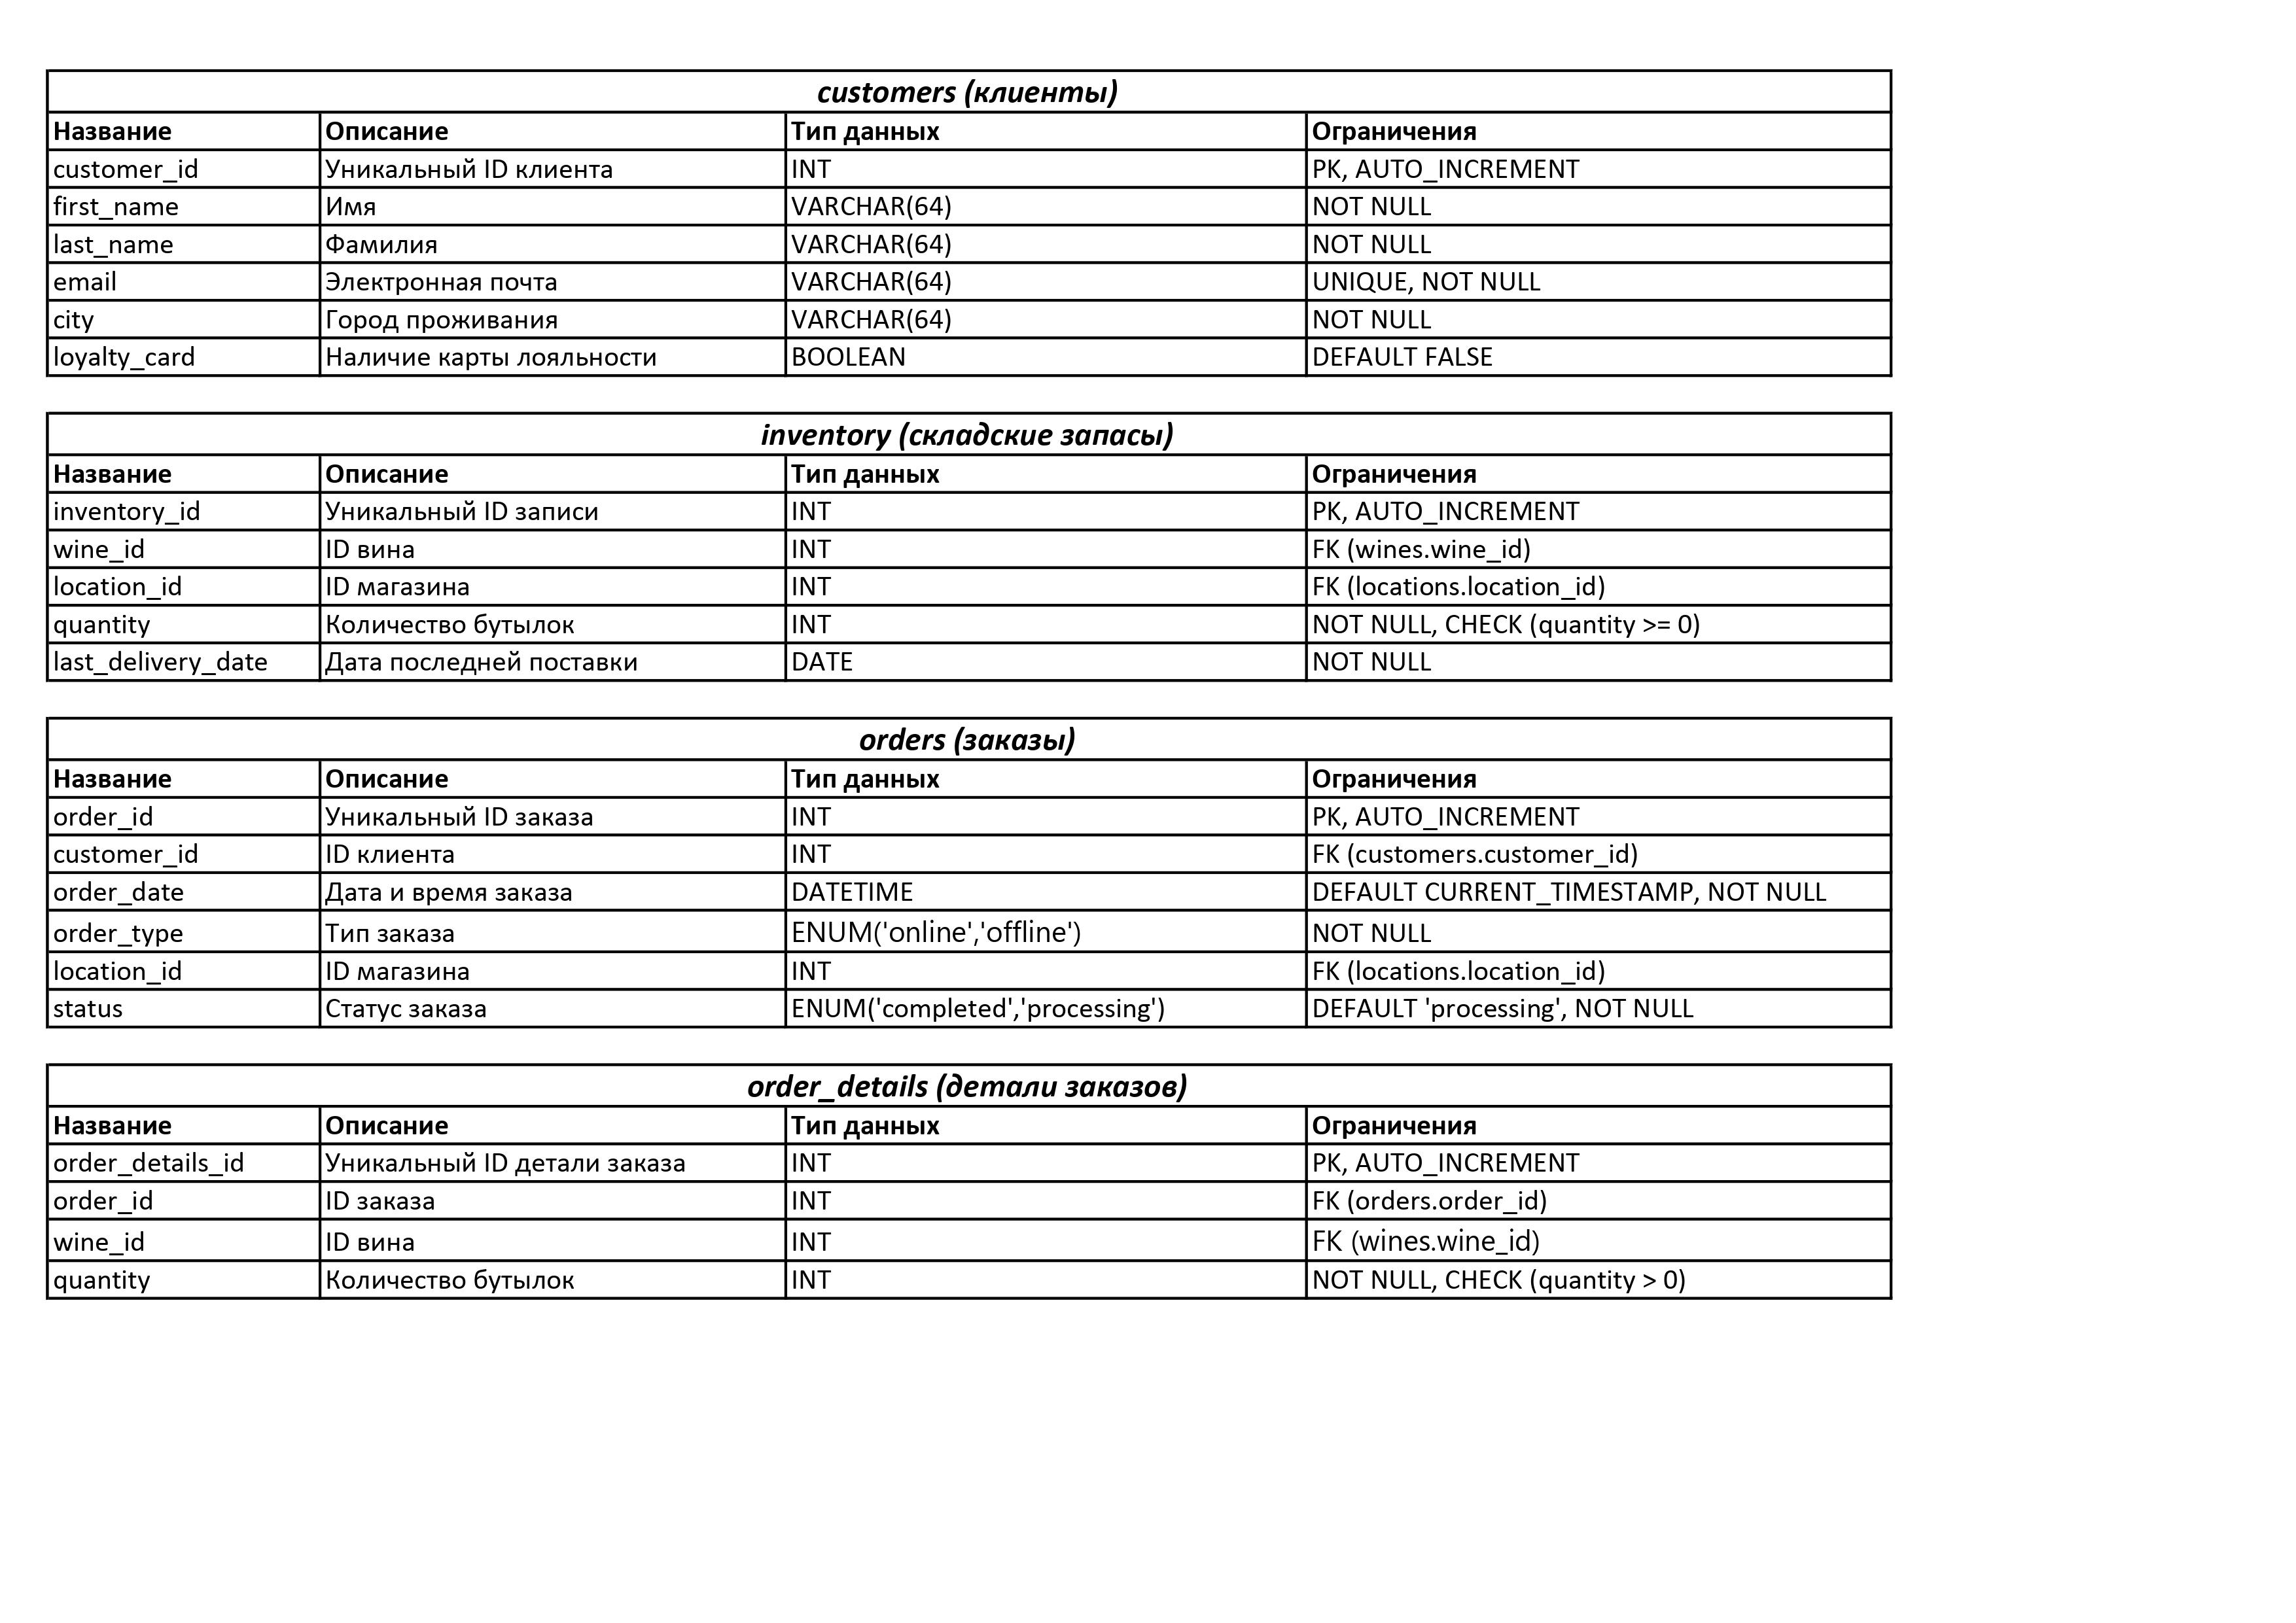 customers (клиенты)
Название Описание Тип данных Ограничения
customer_id Уникальный ID клиента INT PK, AUTO_INCREMENT
first_name Имя VARCHAR(64) NOT NULL
last_name Фамилия VARCHAR(64) NOT NULL
email Электронная почта VARCHAR(64) UNIQUE, NOT NULL
city Город проживания VARCHAR(64) NOT NULL
loyalty_card Наличие карты лояльности BOOLEAN DEFAULT FALSE
inventory (складские запасы)
Название Описание Тип данных Ограничения
inventory_id Уникальный ID записи INT PK, AUTO_INCREMENT
wine_id ID вина INT FK (wines.wine_id)
location_id ID магазина INT FK (locations.location_id)
quantity Количество бутылок INT NOT NULL, CHECK (quantity >= 0)
last_delivery_date Дата последней поставки DATE NOT NULL
orders (заказы)
Название Описание Тип данных Ограничения
order_id Уникальный ID заказа INT PK, AUTO_INCREMENT
customer_id ID клиента INT FK (customers.customer_id)
order_date Дата и время заказа DATETIME DEFAULT CURRENT_TIMESTAMP, NOT NULL
order_type Тип заказа ENUM('online','offline') NOT NULL
location_id ID магазина INT FK (locations.location_id)
status Статус заказа ENUM('completed','processing') DEFAULT 'processing', NOT NULL
order_details (детали заказов)
Название Описание Тип данных Ограничения
order_details_id Уникальный ID детали заказа INT PK, AUTO_INCREMENT
order_id ID заказа INT FK (orders.order_id)
wine_id ID вина INT FK (wines.wine_id)
quantity Количество бутылок INT NOT NULL, CHECK (quantity > 0)